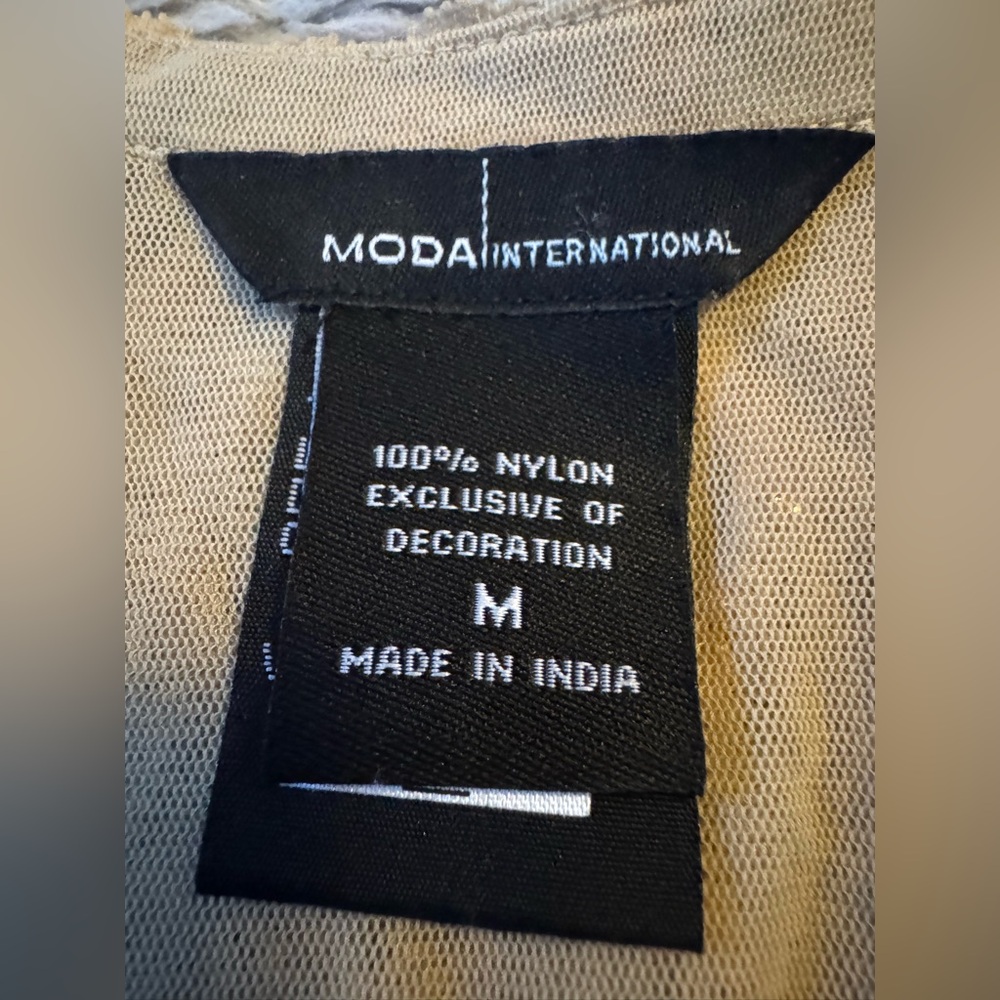 MODA INTERNATIONAL
100% NYLON
EXCLUSIVE OF
DECORATION
M
MADE IN INDIA